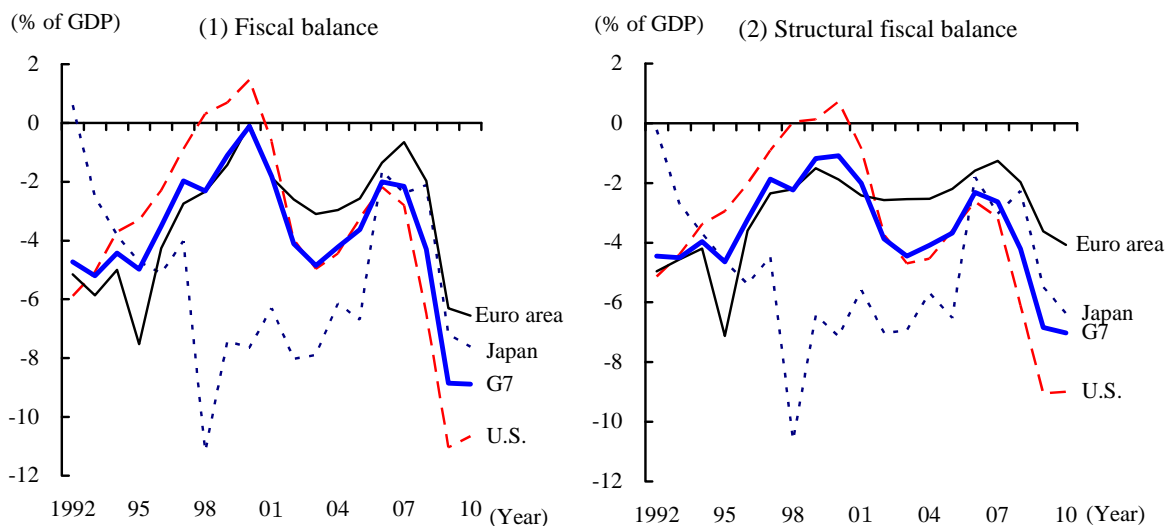 (% of GDP)
(1) Fiscal balance
2
0
-2
-4
-6
-8
-10
-12
Euro area
Japan
G7
U.S.
1992 95 98 01 04 07 10 (Year)
(% of GDP)
(2) Structural fiscal balance
2
0
-2
-4
-6
-8
-10
-12
Euro area
Japan
G7
U.S.
1992 95 98 01 04 07 10 (Year)